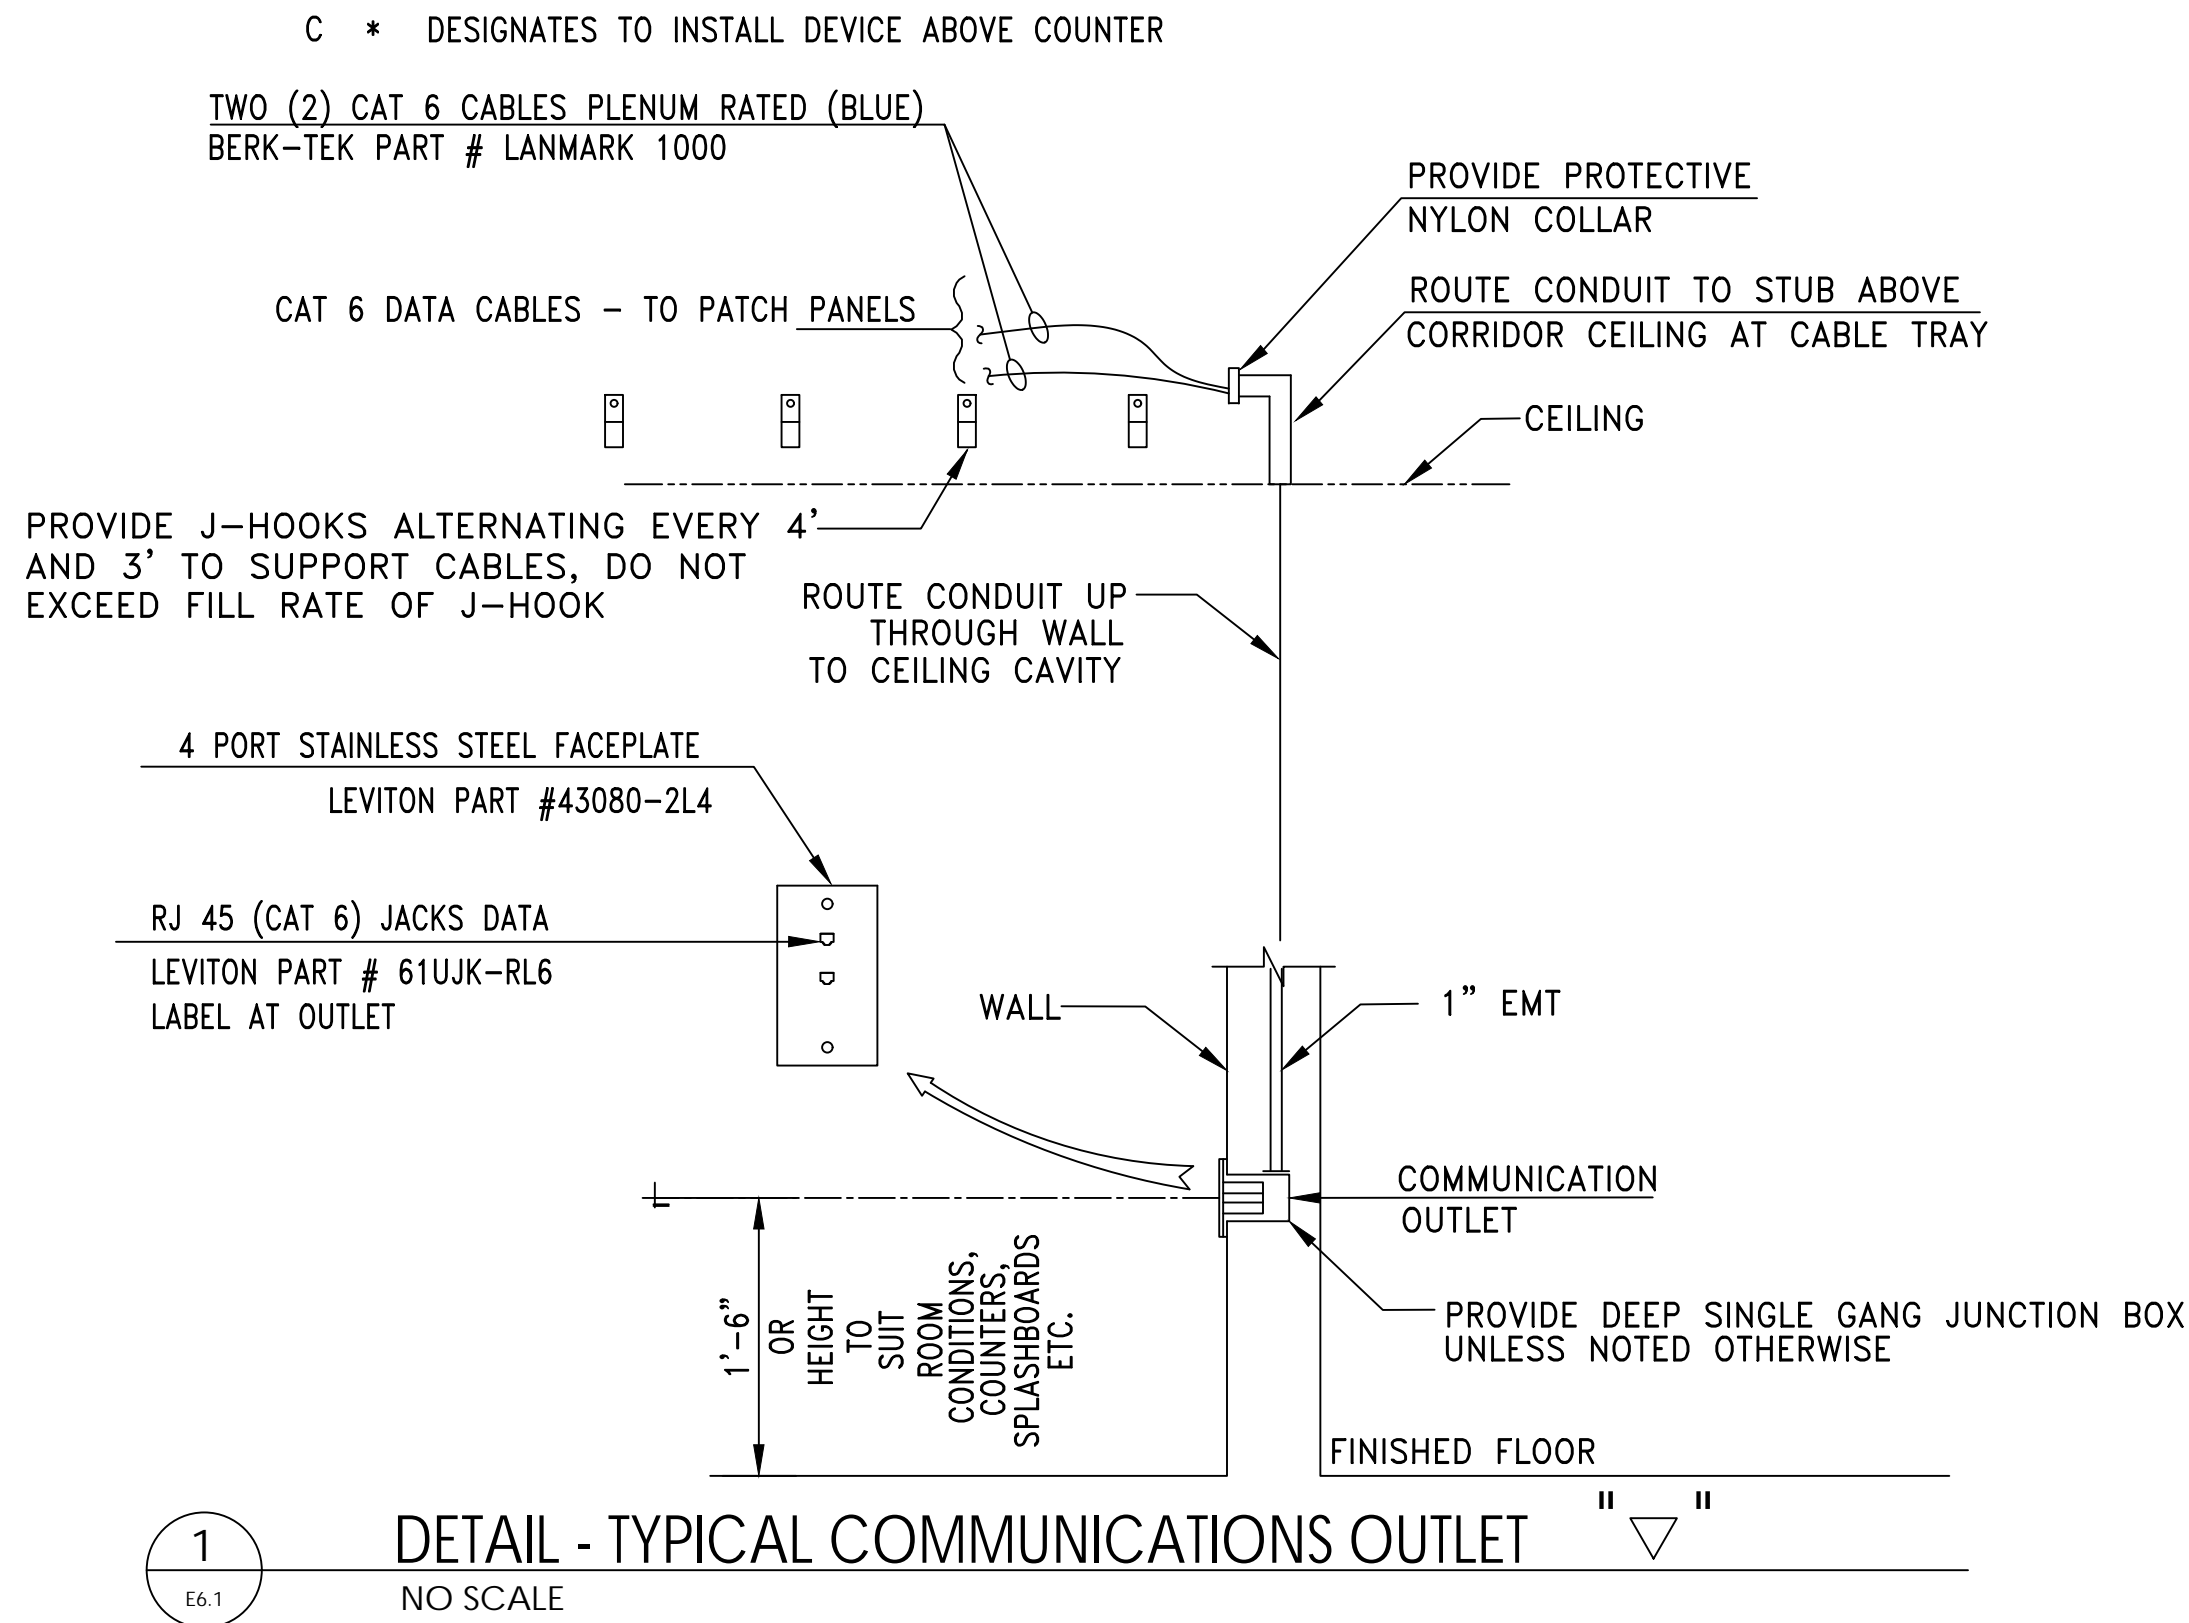 C * DESIGNATES TO INSTALL DEVICE ABOVE COUNTER
TWO (2) CAT 6 CABLES PLENUM RATED (BLUE)
BERK-TEK PART # LANMARK 1000
PROVIDE PROTECTIVE
NYLON COLLAR
CAT 6 DATA CABLES - TO PATCH PANELS
ROUTE CONDUIT TO STUB ABOVE
CORRIDOR CEILING AT CABLE TRAY
CEILING
PROVIDE J-HOOKS ALTERNATING EVERY 4'
AND 3' TO SUPPORT CABLES, DO NOT
EXCEED FILL RATE OF J-HOOK
ROUTE CONDUIT UP
THROUGH WALL
TO CEILING CAVITY
4 PORT STAINLESS STEEL FACEPLATE
LEVITON PART #43080-2L4
RJ 45 (CAT 6) JACKS DATA
LEVITON PART # 61UJK-RL6
LABEL AT OUTLET
WALL
1" EMT
COMMUNICATION
OUTLET
1'-6"
OR
HEIGHT
TO
SUIT
ROOM
CONDITIONS,
COUNTERS,
SPLASHBOARDS
ETC.
PROVIDE DEEP SINGLE GANG JUNCTION BOX
UNLESS NOTED OTHERWISE
FINISHED FLOOR
1
E6.1
DETAIL - TYPICAL COMMUNICATIONS OUTLET "▽"
NO SCALE